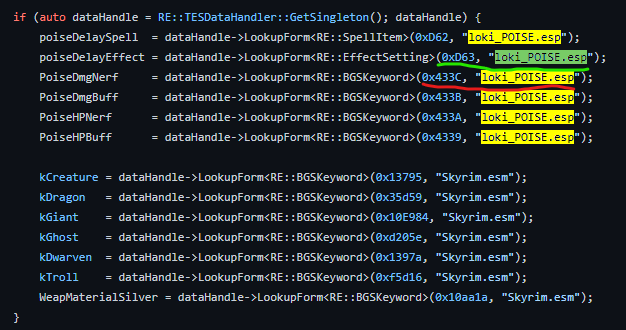 if (auto dataHandle = RE::TESDataHandler::GetSingleton(); dataHandle) {
poiseDelaySpell = dataHandle->LookupForm<RE::SpellItem>(0xD62, "loki_POISE.esp");
poiseDelayEffect = dataHandle->LookupForm<RE::EffectSetting>(0xD63, "loki_POISE.esp");
PoiseDmgNerf = dataHandle->LookupForm<RE::BGSKeyword>(0x433C, "loki_POISE.esp");
PoiseDmgBuff = dataHandle->LookupForm<RE::BGSKeyword>(0x433B, "loki_POISE.esp");
PoiseHPNerf = dataHandle->LookupForm<RE::BGSKeyword>(0x433A, "loki_POISE.esp");
PoiseHPBuff = dataHandle->LookupForm<RE::BGSKeyword>(0x4339, "loki_POISE.esp");
kCreature = dataHandle->LookupForm<RE::BGSKeyword>(0x13795, "Skyrim.esm");
kDragon = dataHandle->LookupForm<RE::BGSKeyword>(0x35d59, "Skyrim.esm");
kGiant = dataHandle->LookupForm<RE::BGSKeyword>(0x10E984, "Skyrim.esm");
kGhost = dataHandle->LookupForm<RE::BGSKeyword>(0xd205e, "Skyrim.esm");
kDwarven = dataHandle->LookupForm<RE::BGSKeyword>(0x1397a, "Skyrim.esm");
kTroll = dataHandle->LookupForm<RE::BGSKeyword>(0xf5d16, "Skyrim.esm");
WeapMaterialSilver = dataHandle->LookupForm<RE::BGSKeyword>(0x10aa1a, "Skyrim.esm");
}